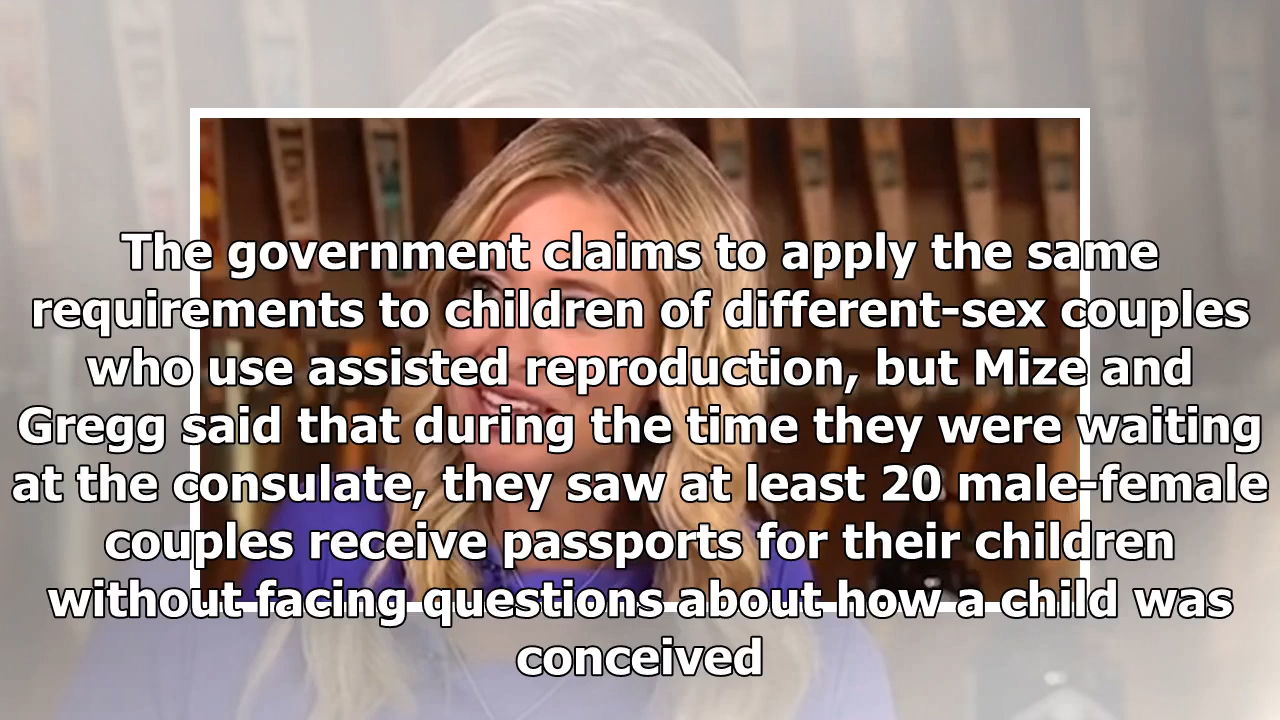 The government claims to apply the same
requirements to children of different-sex couples
who use assisted reproduction, but Mize and
Gregg said that during the time they were waiting
at the consulate, they saw at least 20 male-female
couples receive passports for their children
without facing questions about how a child was
conceived